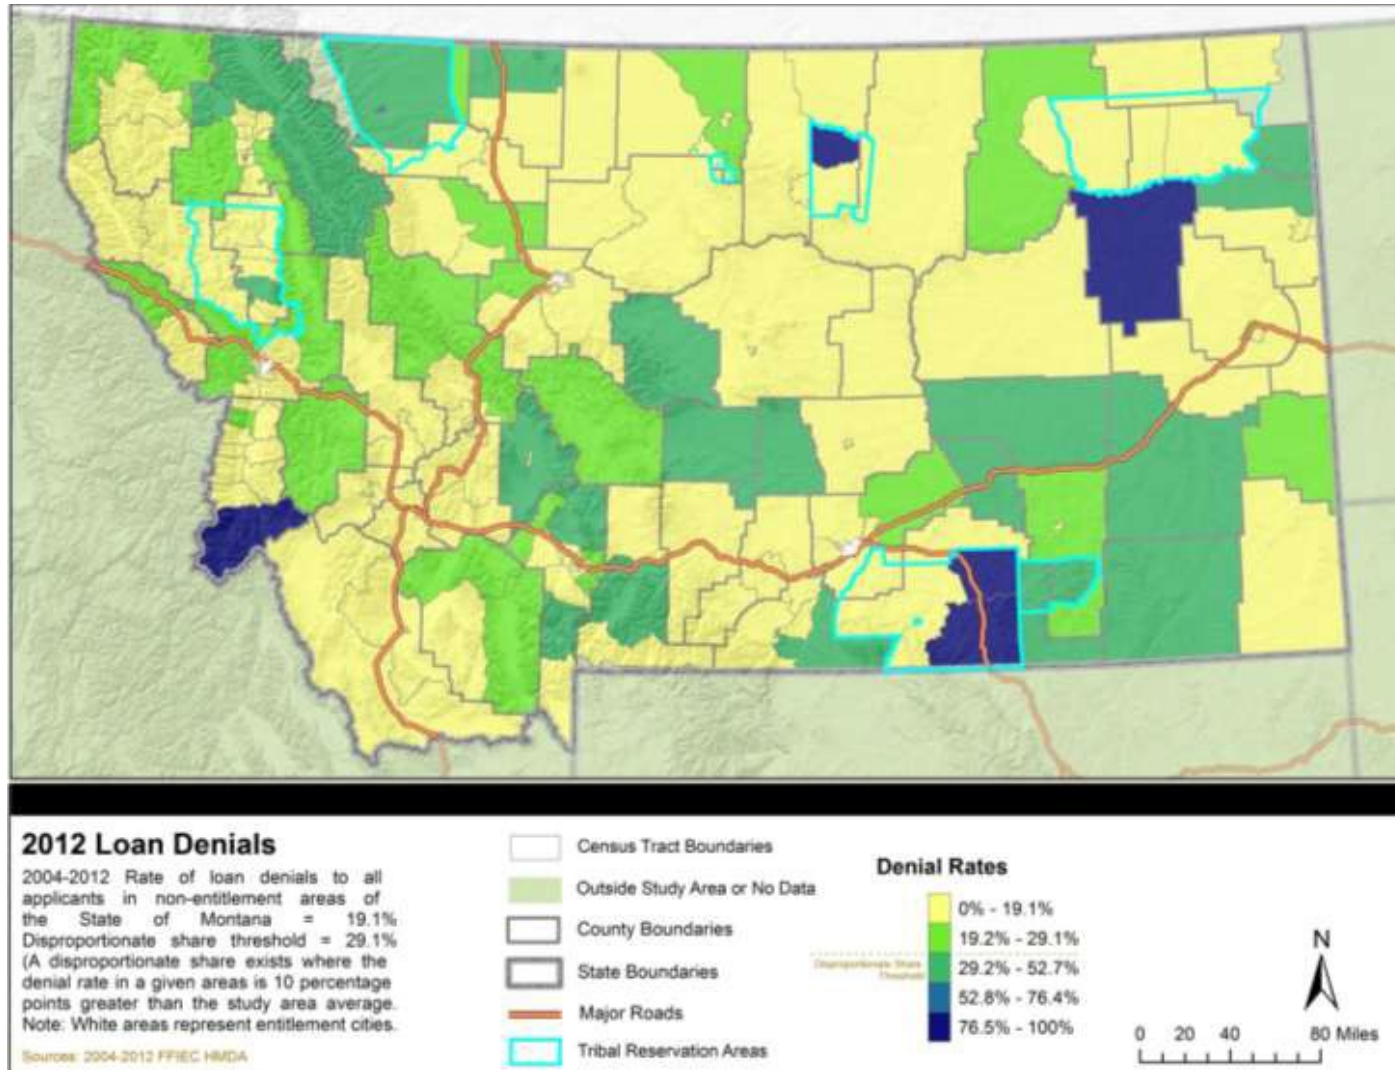 2012 Loan Denials
2004-2012 Rate of loan denials to all
applicants in non-entitlement areas of
the State of Montana = 19.1%
Disproportionate share threshold = 29.1%
(A disproportionate share exists where the
denial rate in a given areas is 10 percentage
points greater than the study area average.
Note: White areas represent entitlement cities.
Sources: 2004-2012 FFIEC HMDA
Census Tract Boundaries
Outside Study Area or No Data
County Boundaries
State Boundaries
Major Roads
Tribal Reservation Areas
Denial Rates
0% - 19.1%
19.2% - 29.1%
Disproportionate Share
Threshold
29.2% - 52.7%
52.8% - 76.4%
76.5% - 100%
N
0 20 40 80 Miles